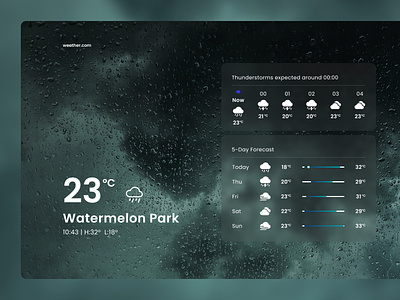 weather.com
Thunderstorms expected around 00:00
Now 00 01 02 03 04
23°C 21°C 20°C 20°C 23°C 23°C
5-Day Forecast
Today 18°C 32°C
Thu 20°C 29°C
Fri 23°C 31°C
Sat 22°C 32°C
Sun 23°C 33°C
23°C
Watermelon Park
10:43 | H:32° L:18°